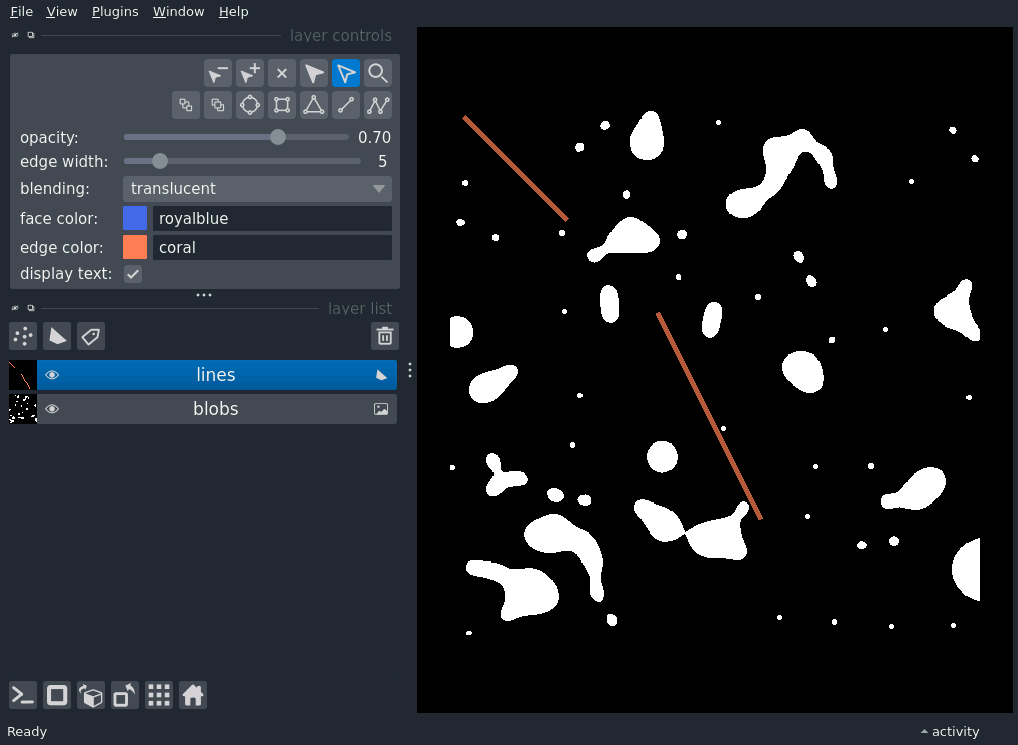 File View Plugins Window Help
layer controls
opacity: 0.70
edge width: 5
blending: translucent
face color: royalblue
edge color: coral
display text:
layer list
lines
blobs
Ready
activity